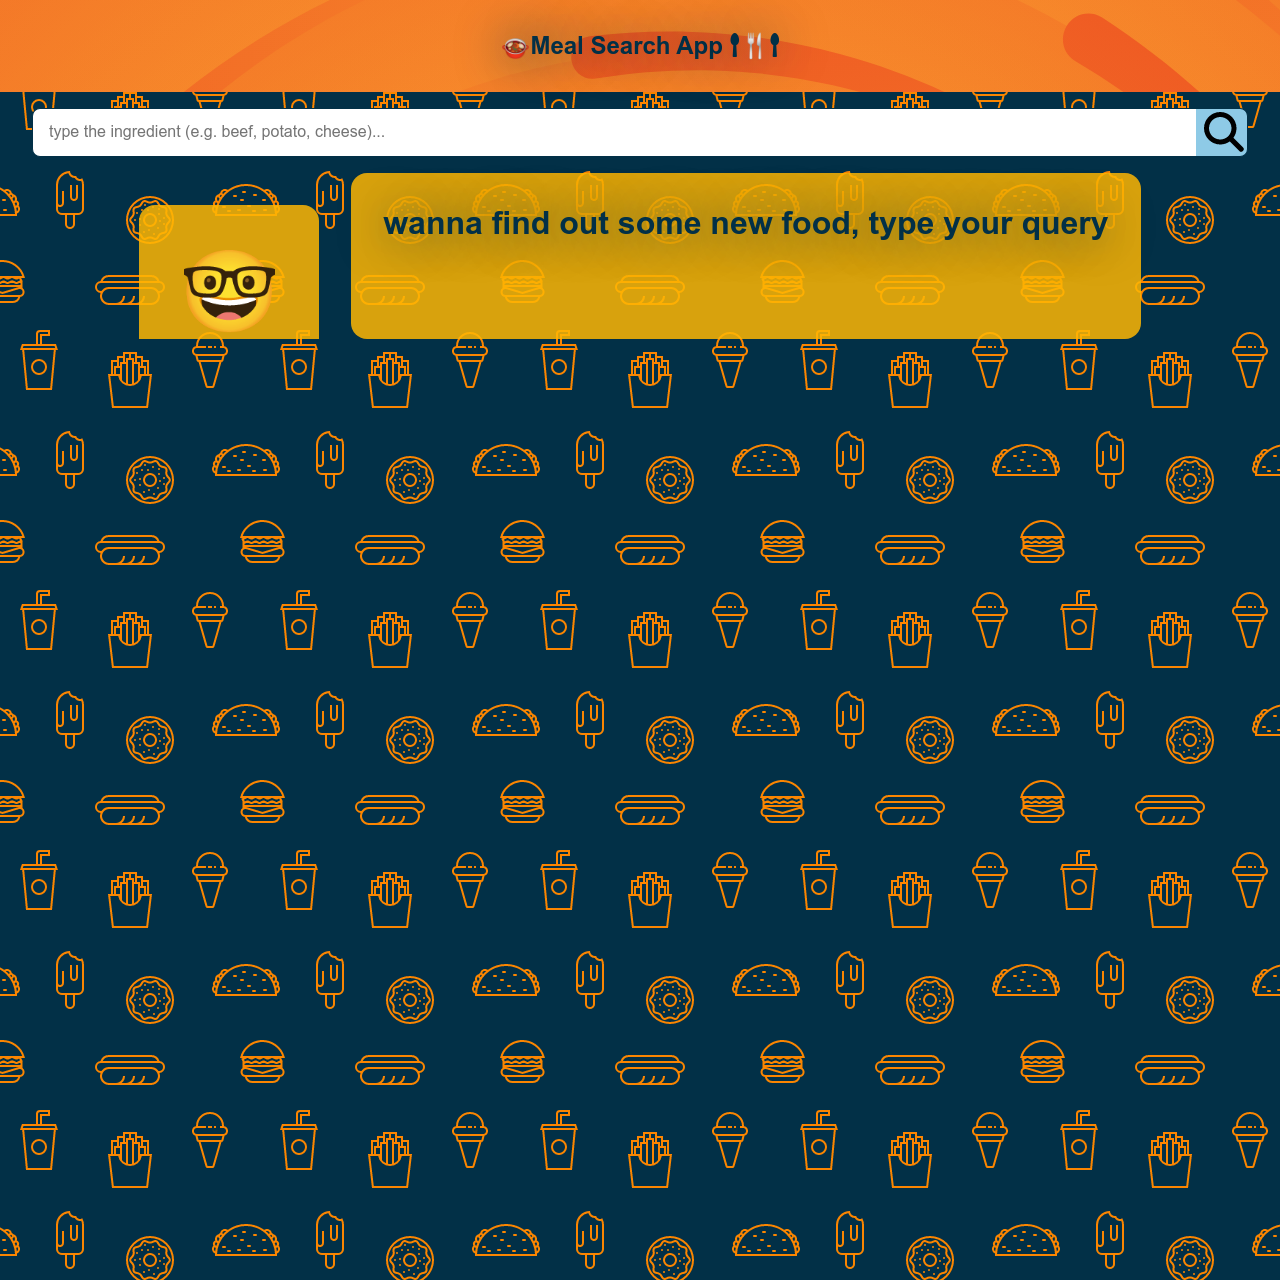 Meal Search App
type the ingredient (e.g. beef, potato, cheese)...
wanna find out some new food, type your query